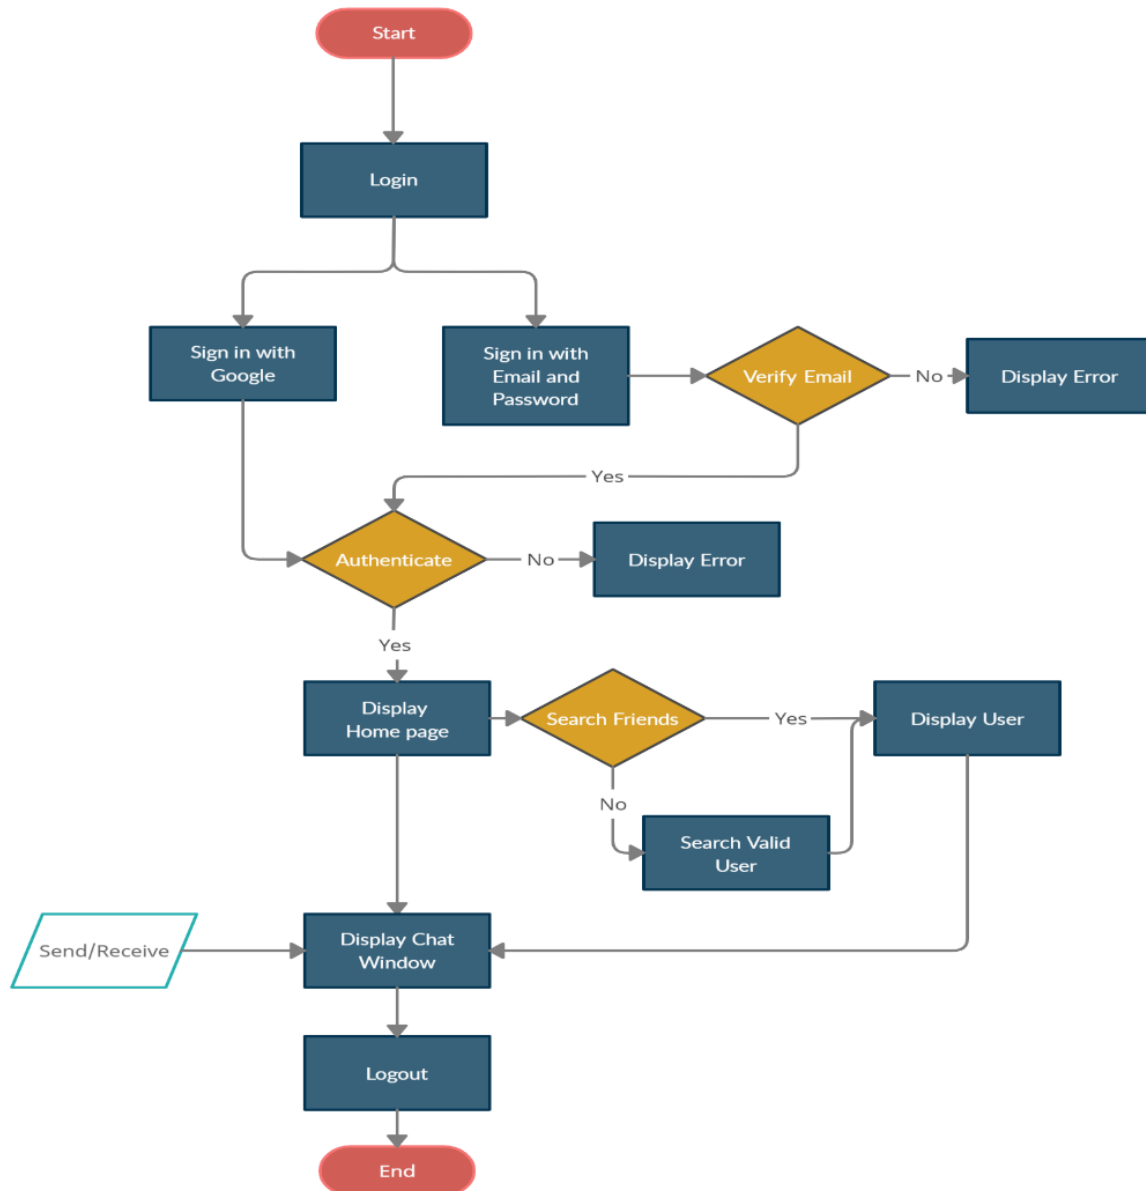 Start
Login
Sign in with
Google
Sign in with
Email and
Password
Verify Email
No
Display Error
Yes
Authenticate
No
Display Error
Yes
Display
Home page
Search Friends
Yes
Display User
No
Search Valid
User
Send/Receive
Display Chat
Window
Logout
End